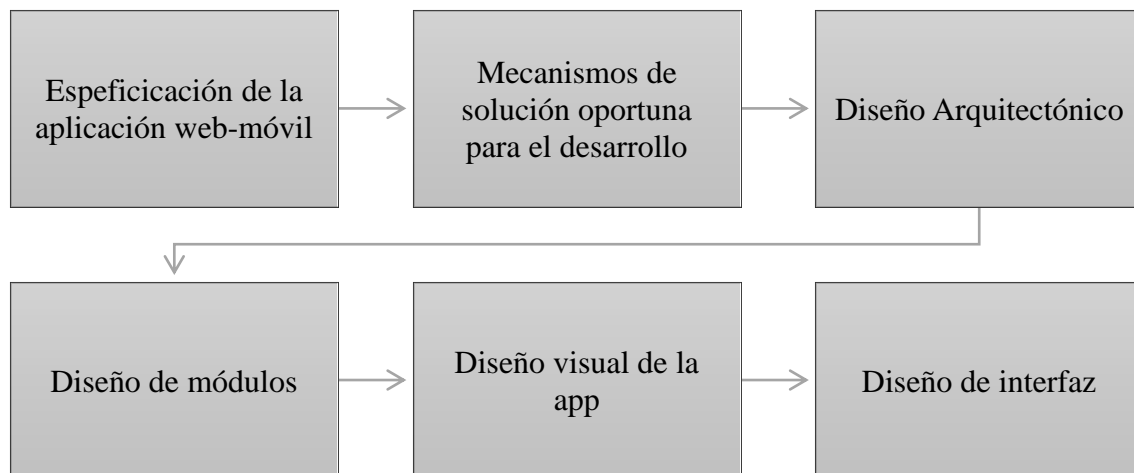 Espeficicación de la
aplicación web-móvil
Mecanismos de
solución oportuna
para el desarrollo
Diseño Arquitectónico
Diseño de módulos
Diseño visual de la
app
Diseño de interfaz